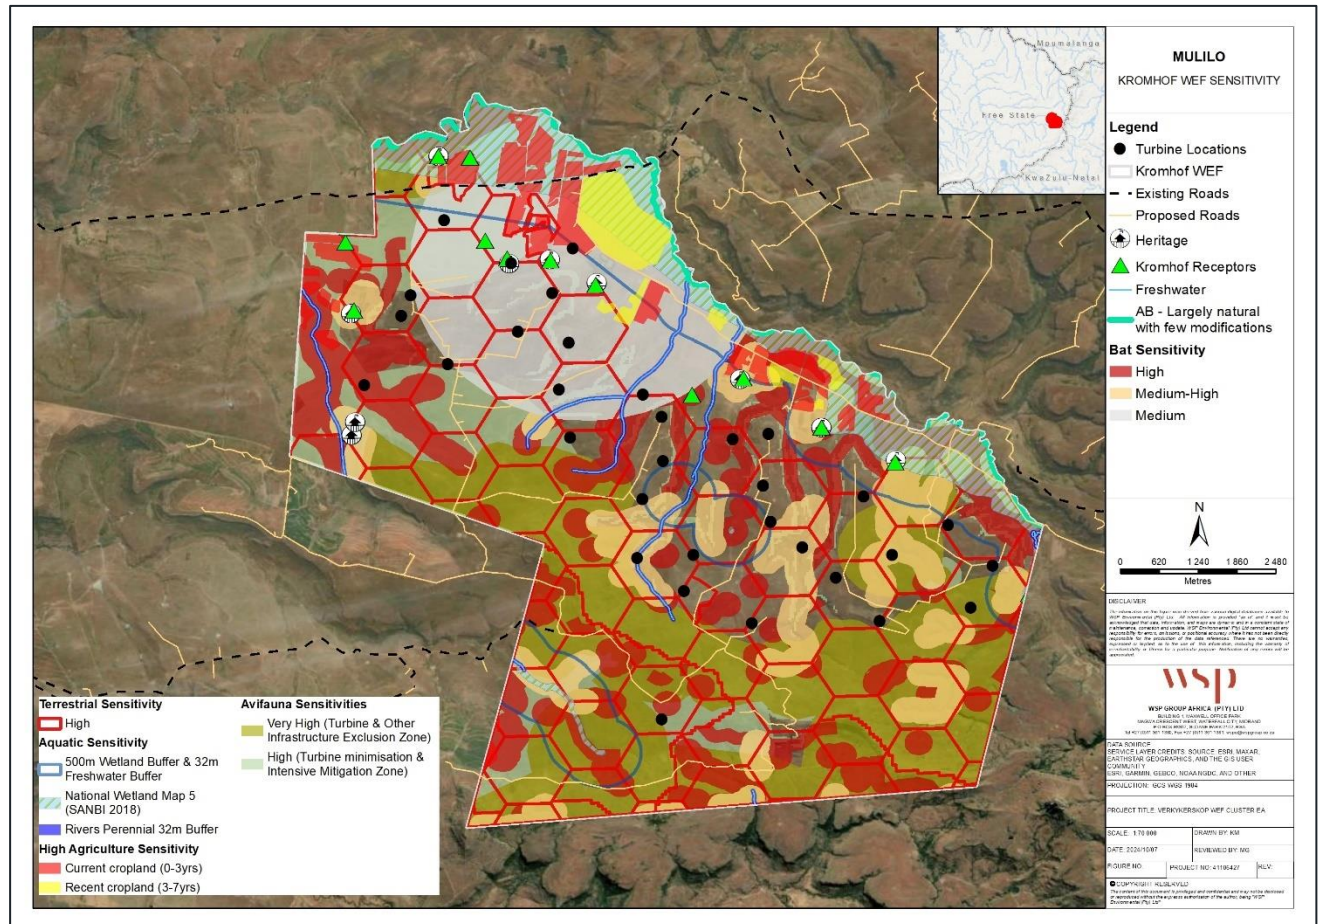 Mpumalanga
Free State
KwaZulu-Natal
MULILO
KROMHOF WEF SENSITIVITY
Legend
Turbine Locations
Kromhof WEF
Existing Roads
Proposed Roads
Heritage
Kromhof Receptors
Freshwater
AB - Largely natural
with few modifications
Bat Sensitivity
High
Medium-High
Medium
N
0 620 1 240 1 860 2 480
Metres
DISCLAIMER
WSP
WSP GROUP AFRICA (PTY) LTD
DATA SOURCE:
SERVICE LAYER CREDITS: SOURCE: ESRI, MAXAR,
EARTHSTAR GEOGRAPHICS, AND THE GIS USER
COMMUNITY
ESRI, GARMIN, GEBCO, NOAA NGDC, AND OTHER
PROJECTION: GCS WGS 1984
PROJECT TITLE: VERKYKERSKOP WEF CLUSTER EA
SCALE: 1:70 000
DRAWN BY: KM
DATE: 2024/10/07
REVIEWED BY: MG
FIGURE NO:
PROJECT NO: 41106427
REV:
COPYRIGHT RESERVED
Terrestrial Sensitivity
High
Aquatic Sensitivity
500m Wetland Buffer & 32m
Freshwater Buffer
National Wetland Map 5
(SANBI 2018)
Rivers Perennial 32m Buffer
High Agriculture Sensitivity
Current cropland (0-3yrs)
Recent cropland (3-7yrs)
Avifauna Sensitivities
Very High (Turbine & Other
Infrastructure Exclusion Zone)
High (Turbine minimisation &
Intensive Mitigation Zone)